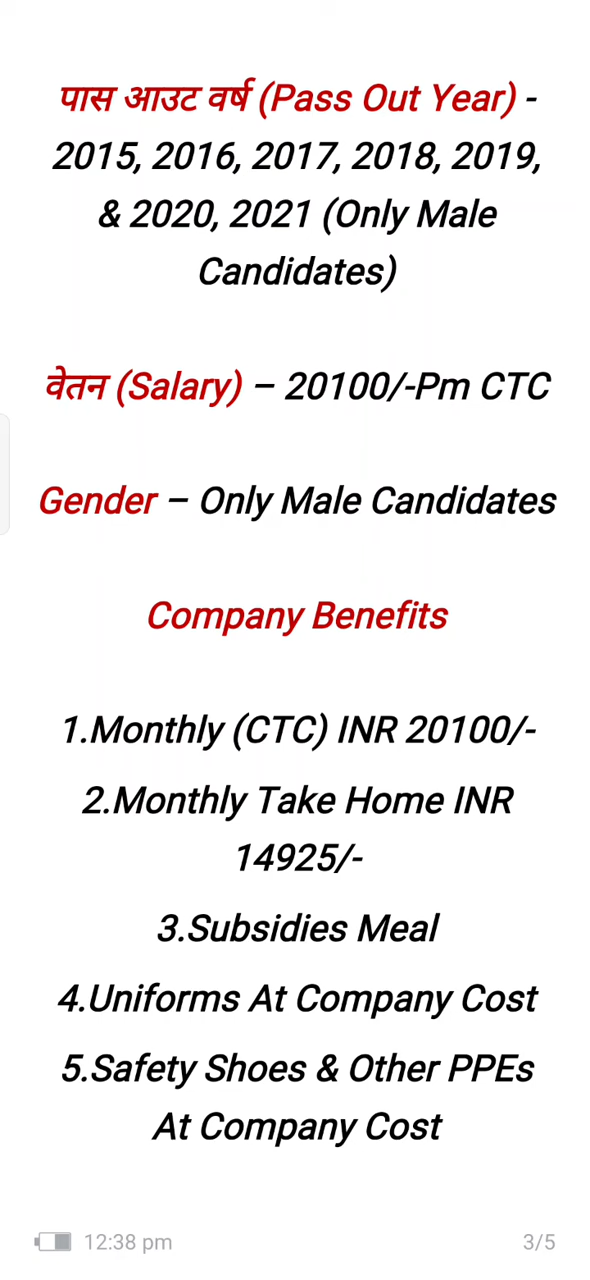 पास आउट वर्ष (Pass Out Year) -
2015, 2016, 2017, 2018, 2019,
& 2020, 2021 (Only Male
Candidates)
वेतन (Salary) – 20100/-Pm CTC
Gender – Only Male Candidates
Company Benefits
1.Monthly (CTC) INR 20100/-
2.Monthly Take Home INR
14925/-
3.Subsidies Meal
4.Uniforms At Company Cost
5.Safety Shoes & Other PPEs
At Company Cost
12:38 pm 3/5